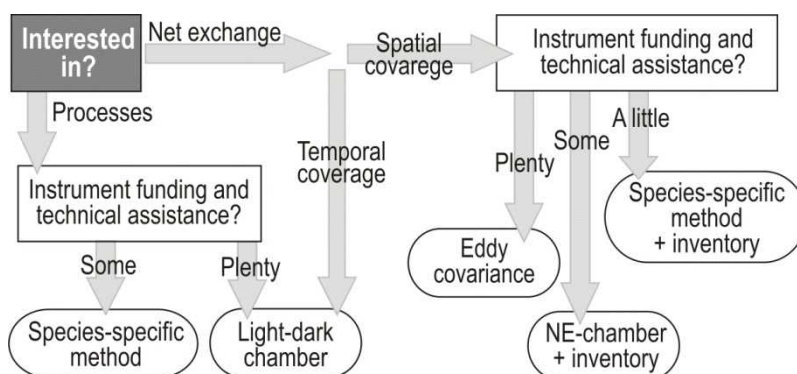 Interested
in?
Net exchange
Spatial
covarege
Instrument funding and
technical assistance?
Processes
Temporal
coverage
Plenty
Some
A little
Instrument funding and
technical assistance?
Some
Plenty
Species-specific
method
Light-dark
chamber
Eddy
covariance
NE-chamber
+ inventory
Species-specific
method
+ inventory